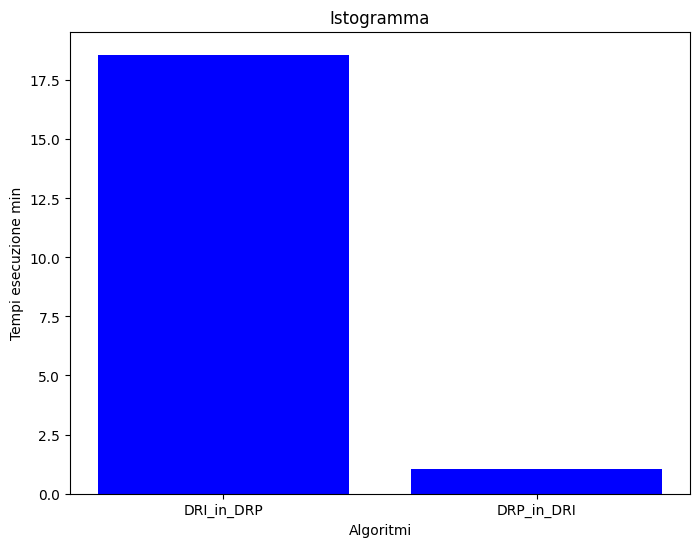 Istogramma
Tempi esecuzione min
17.5
15.0
12.5
10.0
7.5
5.0
2.5
0.0
DRI_in_DRP
DRP_in_DRI
Algoritmi